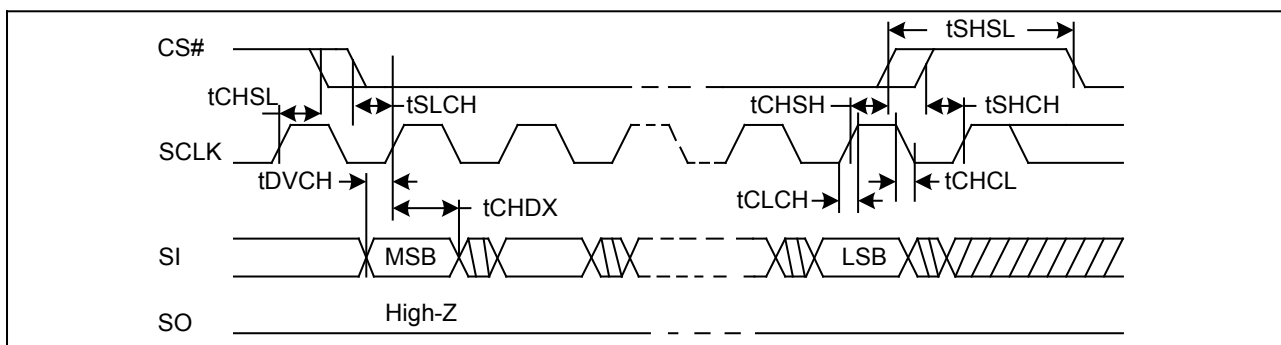 tSHSL
CS#
tCHSL
tSLCH
tCHSH
tSHCH
SCLK
tDVCH
tCHDX
tCLCH
tCHCL
SI
MSB
LSB
High-Z
SO